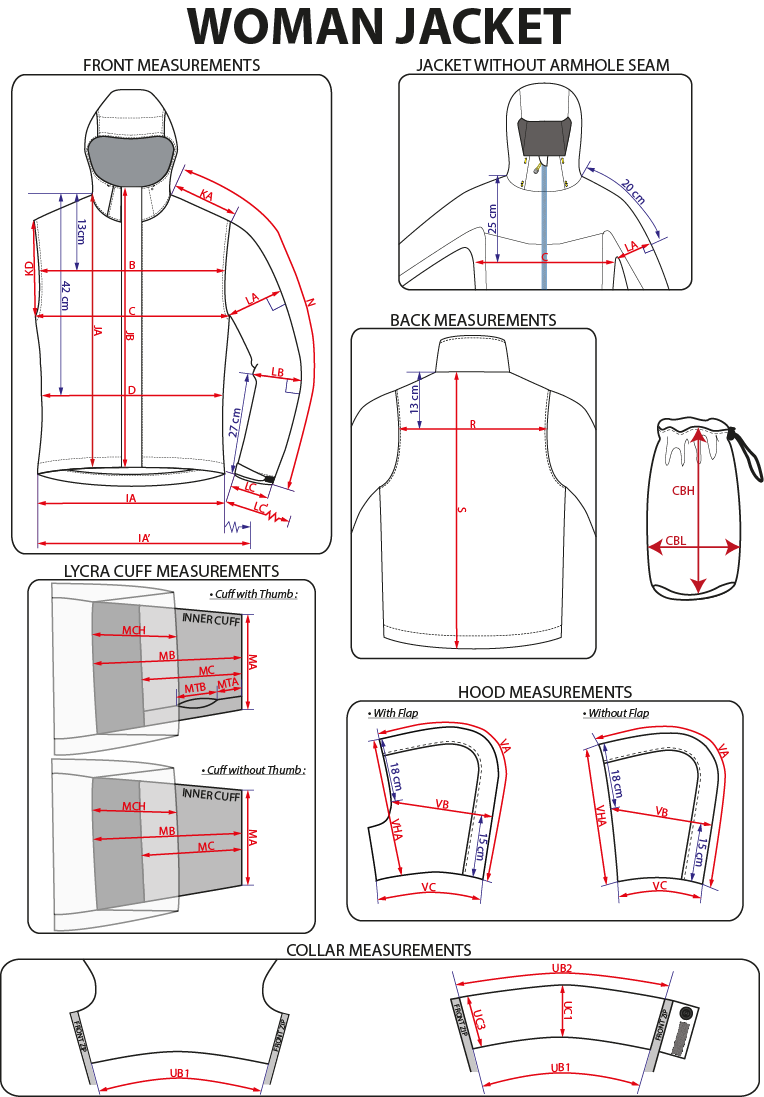 WOMAN JACKET
FRONT MEASUREMENTS
KA
13cm
KD
B
42 cm
N
LA
C
JA
JB
LB
D
27 cm
LC
LC'
IA
IA'
JACKET WITHOUT ARMHOLE SEAM
20 cm
25 cm
LA
C
BACK MEASUREMENTS
13 cm
R
S
CBH
CBL
LYCRA CUFF MEASUREMENTS
• Cuff with Thumb :
INNER CUFF
MCH
MB
MA
MC
MTA
MTB
• Cuff without Thumb :
INNER CUFF
MCH
MB
MA
MC
HOOD MEASUREMENTS
• With Flap
VA
18 cm
VB
VHA
15 cm
VC
• Without Flap
VA
18 cm
VB
VHA
15 cm
VC
COLLAR MEASUREMENTS
FRONT ZIP
FRONT ZIP
UB1
UB2
FRONT ZIP
UC3
UC1
FRONT ZIP
UB1